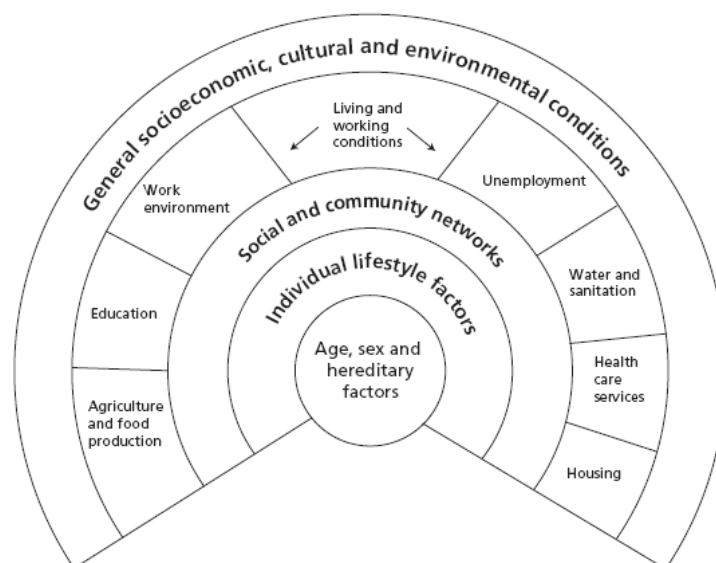 General socioeconomic, cultural and environmental conditions
Living and
working
conditions
Work
environment
Unemployment
Social and community networks
Individual lifestyle factors
Education
Water and
sanitation
Age, sex and
hereditary
factors
Agriculture
and food
production
Health
care
services
Housing